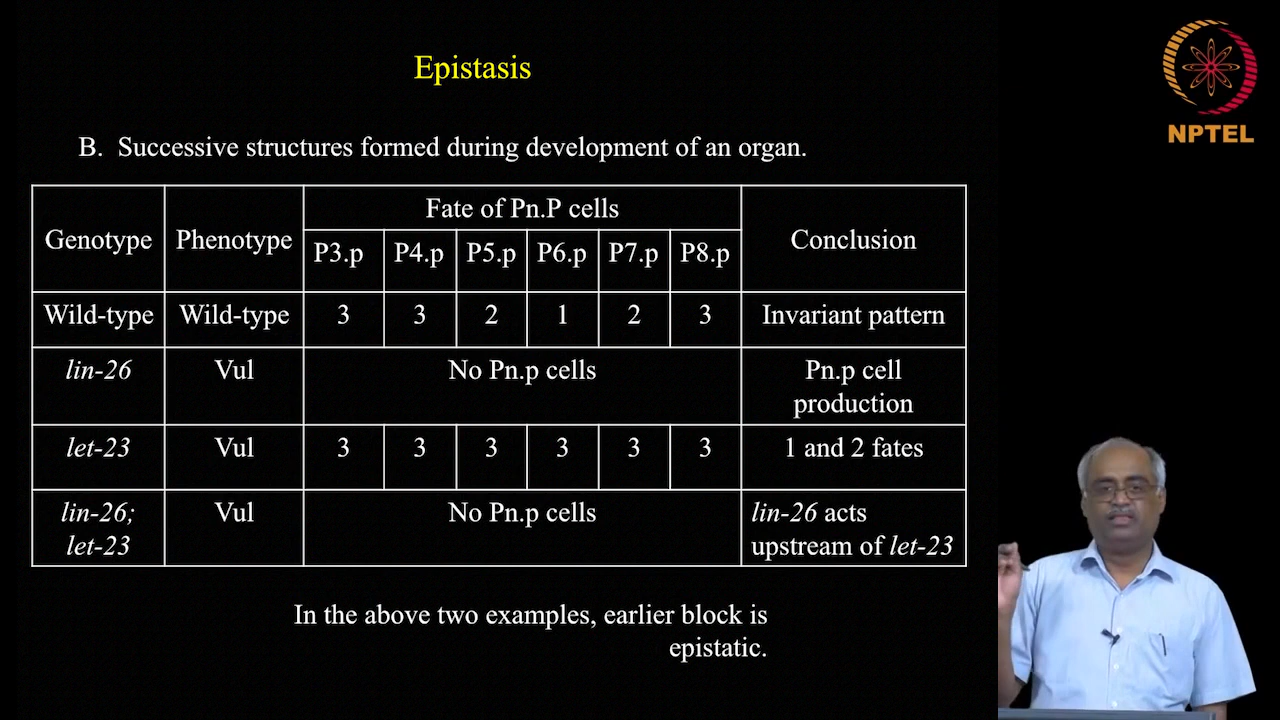 Epistasis
NPTEL
B. Successive structures formed during development of an organ.
Genotype Phenotype Fate of Pn.P cells Conclusion
P3.p P4.p P5.p P6.p P7.p P8.p
Wild-type Wild-type 3 3 2 1 2 3 Invariant pattern
lin-26 Vul No Pn.p cells Pn.p cell
production
let-23 Vul 3 3 3 3 3 3 1 and 2 fates
lin-26; Vul No Pn.p cells lin-26 acts
let-23 upstream of let-23
In the above two examples, earlier block is
epistatic.